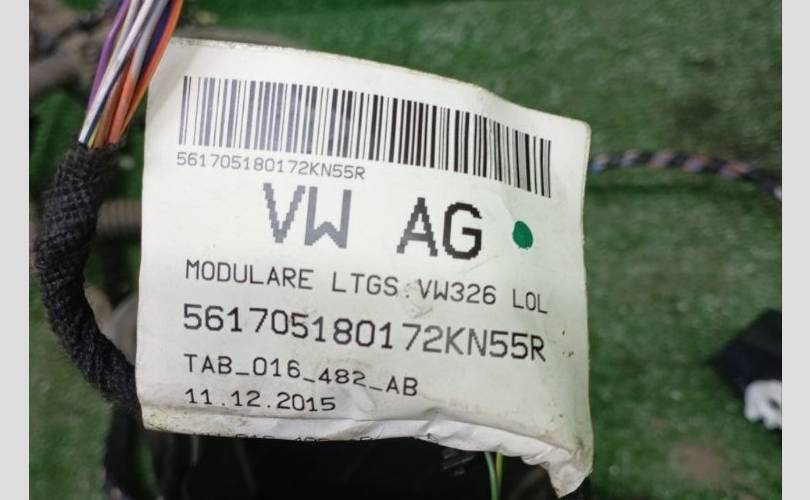 561705180172KN55R
VW AG
MODULARE LTGS.VW326 LOL
561705180172KN55R
TAB_016_482_AB
11.12.2015